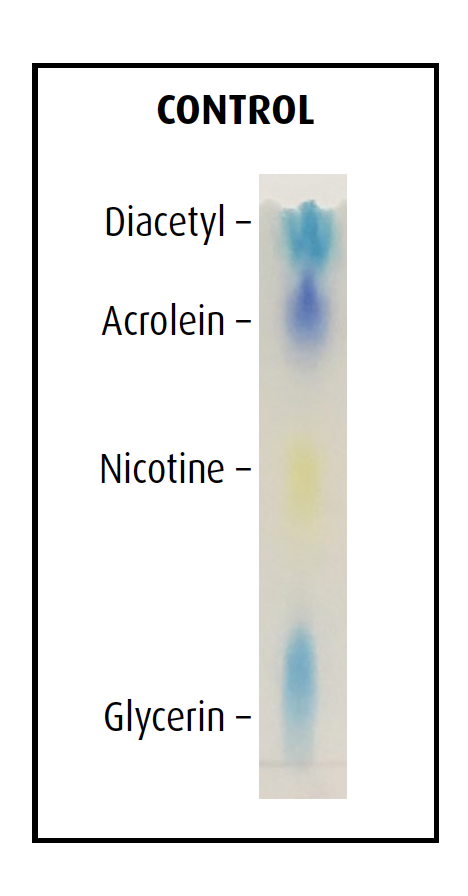 CONTROL
Diacetyl –
Acrolein –
Nicotine –
Glycerin –